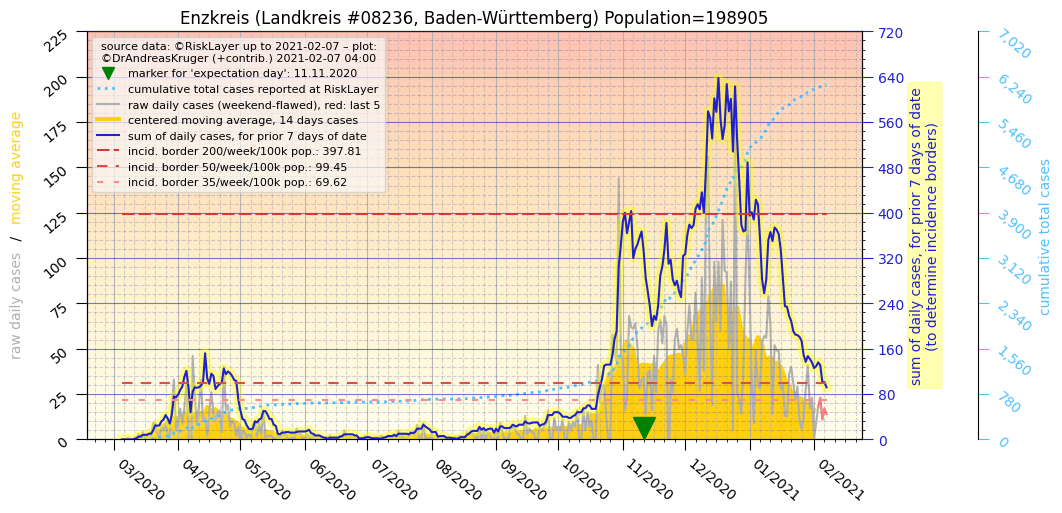 Enzkreis (Landkreis #08236, Baden-Württemberg) Population=198905
source data: ©RiskLayer up to 2021-02-07 – plot:
©DrAndreasKruger (+contrib.) 2021-02-07 04:00
marker for 'expectation day': 11.11.2020
cumulative total cases reported at RiskLayer
raw daily cases (weekend-flawed), red: last 5
centered moving average, 14 days cases
sum of daily cases, for prior 7 days of date
incid. border 200/week/100k pop.: 397.81
incid. border 50/week/100k pop.: 99.45
incid. border 35/week/100k pop.: 69.62
raw daily cases / moving average
225
200
175
150
125
100
75
50
25
0
03/2020
04/2020
05/2020
06/2020
07/2020
08/2020
09/2020
10/2020
11/2020
12/2020
01/2021
02/2021
720
640
560
480
400
320
240
160
80
0
sum of daily cases, for prior 7 days of date
(to determine incidence borders)
7,020
6,240
5,460
4,680
3,900
3,120
2,340
1,560
780
0
cumulative total cases